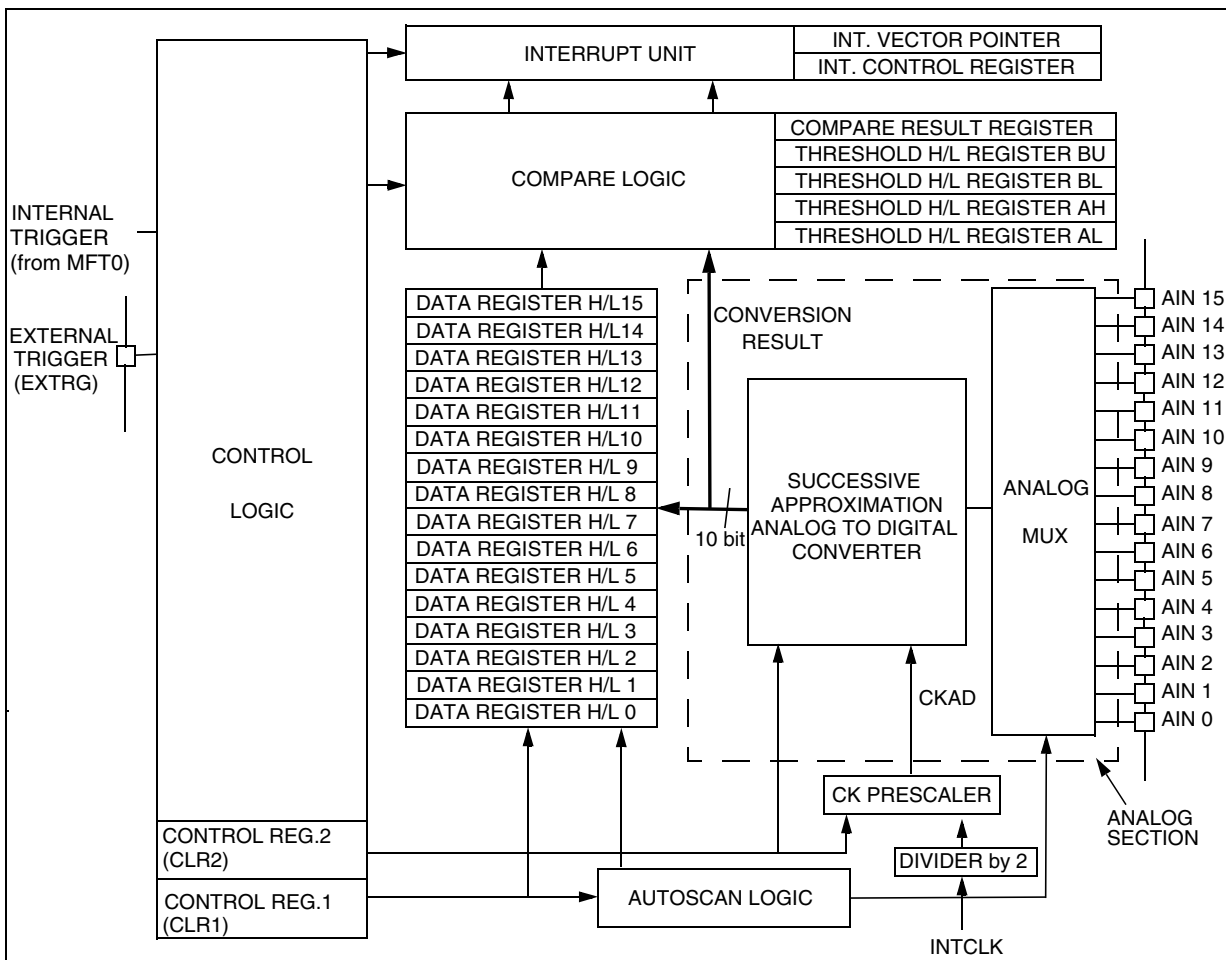 INTERRUPT UNIT
INT. VECTOR POINTER
INT. CONTROL REGISTER
COMPARE LOGIC
COMPARE RESULT REGISTER
THRESHOLD H/L REGISTER BU
THRESHOLD H/L REGISTER BL
THRESHOLD H/L REGISTER AH
THRESHOLD H/L REGISTER AL
INTERNAL
TRIGGER
(from MFT0)
EXTERNAL
TRIGGER
(EXTRG)
CONTROL
LOGIC
DATA REGISTER H/L15
DATA REGISTER H/L14
DATA REGISTER H/L13
DATA REGISTER H/L12
DATA REGISTER H/L11
DATA REGISTER H/L10
DATA REGISTER H/L 9
DATA REGISTER H/L 8
DATA REGISTER H/L 7
DATA REGISTER H/L 6
DATA REGISTER H/L 5
DATA REGISTER H/L 4
DATA REGISTER H/L 3
DATA REGISTER H/L 2
DATA REGISTER H/L 1
DATA REGISTER H/L 0
CONVERSION
RESULT
10 bit
SUCCESSIVE
APPROXIMATION
ANALOG TO DIGITAL
CONVERTER
ANALOG
MUX
AIN 15
AIN 14
AIN 13
AIN 12
AIN 11
AIN 10
AIN 9
AIN 8
AIN 7
AIN 6
AIN 5
AIN 4
AIN 3
AIN 2
AIN 1
AIN 0
CKAD
CK PRESCALER
ANALOG
SECTION
DIVIDER by 2
CONTROL REG.2
(CLR2)
CONTROL REG.1
(CLR1)
AUTOSCAN LOGIC
INTCLK